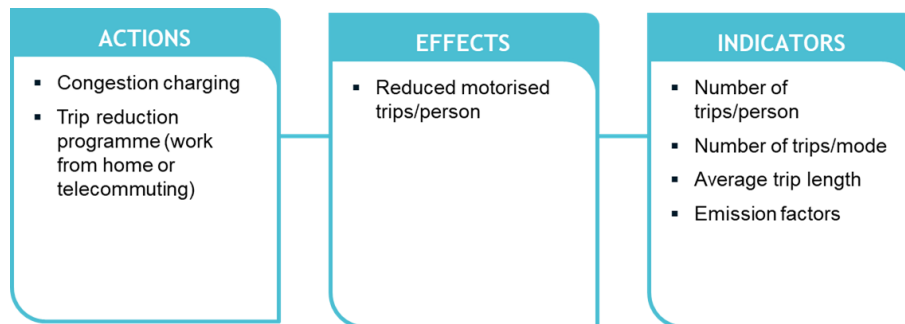 ACTIONS
▪ Congestion charging
▪ Trip reduction
programme (work
from home or
telecommuting)
EFFECTS
▪ Reduced motorised
trips/person
INDICATORS
▪ Number of
trips/person
▪ Number of trips/mode
▪ Average trip length
▪ Emission factors